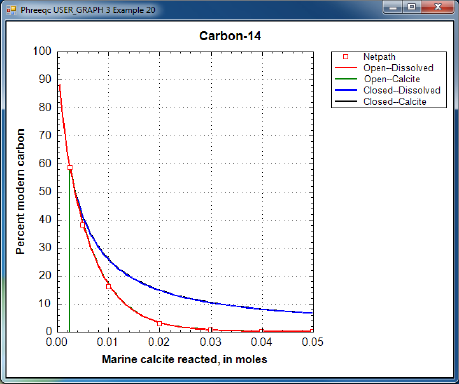 Phreeqc USER_GRAPH 3 Example 20
Carbon-14
Netpath
Open–Dissolved
Open–Calcite
Closed–Dissolved
Closed–Calcite
Percent modern carbon
100
90
80
70
60
50
40
30
20
10
0
0.00 0.01 0.02 0.03 0.04 0.05
Marine calcite reacted, in moles